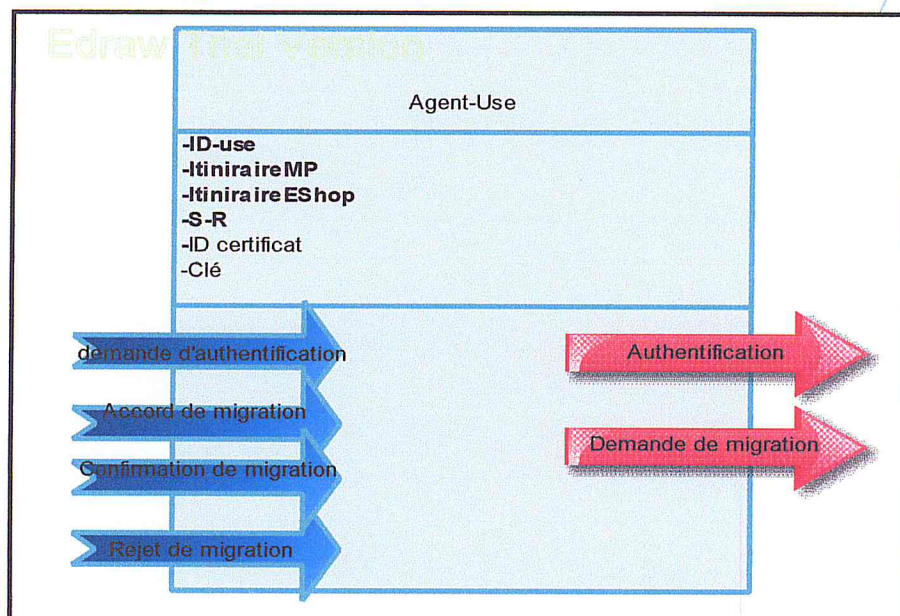 Edraw Trial Version
Agent-Use
-ID-use
-ItiniraireMP
-ItiniraireEShop
-S-R
-ID certificat
-Clé
demande d'authentification
Accord de migration
Confirmation de migration
Rejet de migration
Authentification
Demande de migration